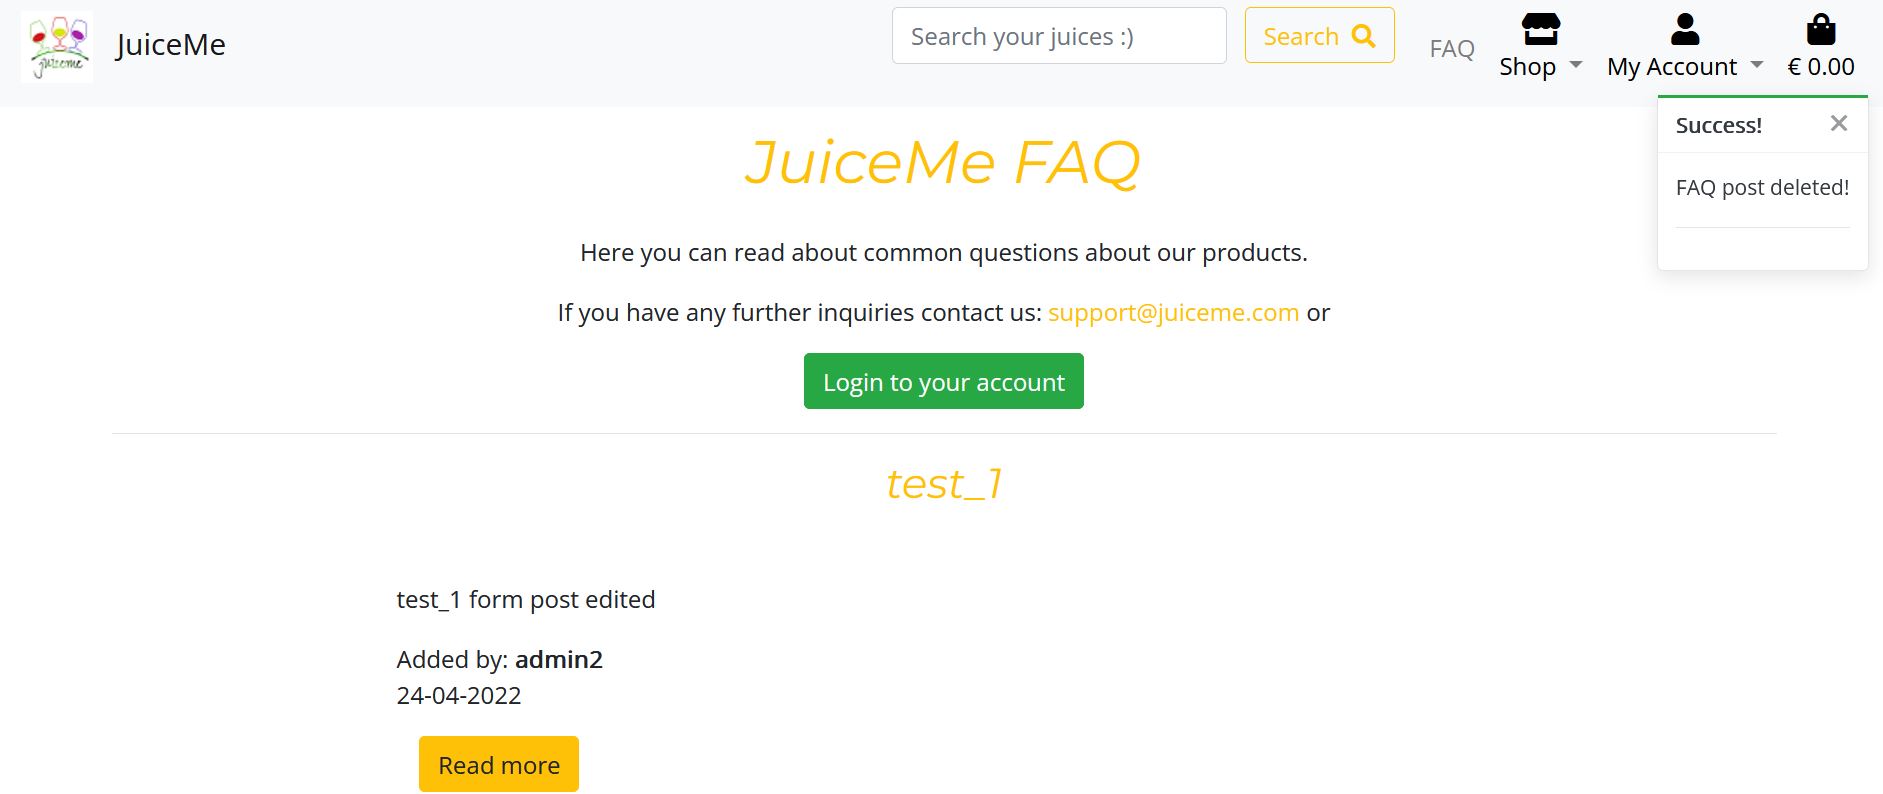 juiceme
JuiceMe
Search your juices :)
Search
FAQ
Shop
My Account
€ 0.00
Success!
FAQ post deleted!
JuiceMe FAQ
Here you can read about common questions about our products.
If you have any further inquiries contact us: support@juiceme.com or
Login to your account
test_1
test_1 form post edited
Added by: admin2
24-04-2022
Read more